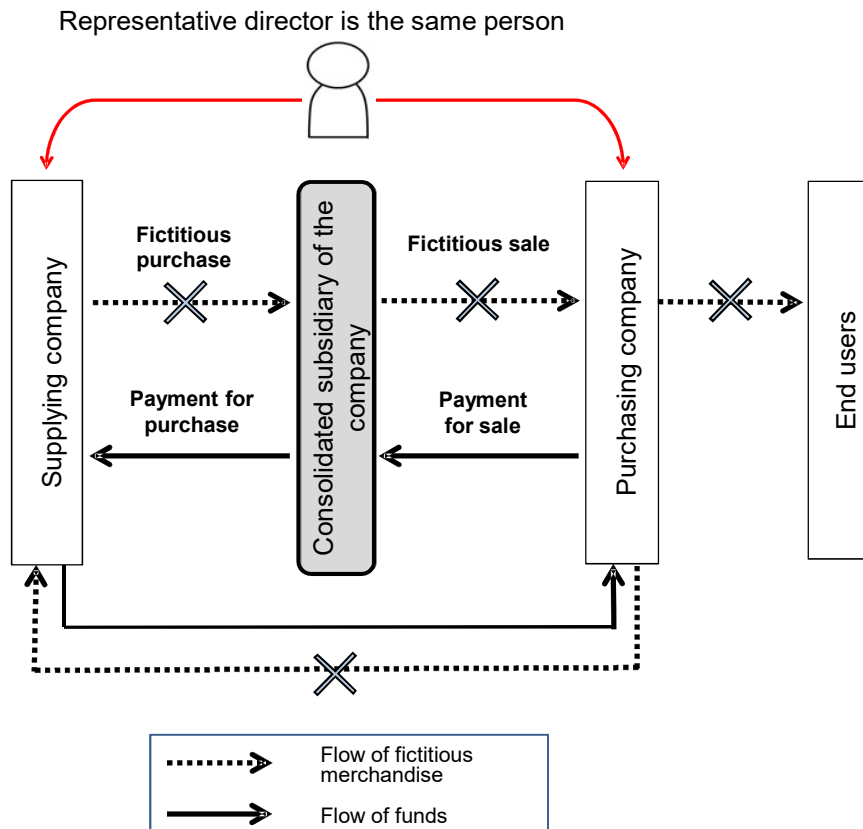 Representative director is the same person
Supplying company
Fictitious
purchase
Consolidated subsidiary of the
company
Fictitious sale
Purchasing company
End users
Payment for
purchase
Payment
for sale
Flow of fictitious
merchandise
Flow of funds